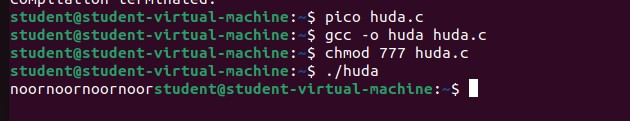 compilation terminated.
student@student-virtual-machine:~$ pico huda.c
student@student-virtual-machine:~$ gcc -o huda huda.c
student@student-virtual-machine:~$ chmod 777 huda.c
student@student-virtual-machine:~$ ./huda
noornoornoornoorstudent@student-virtual-machine:~$